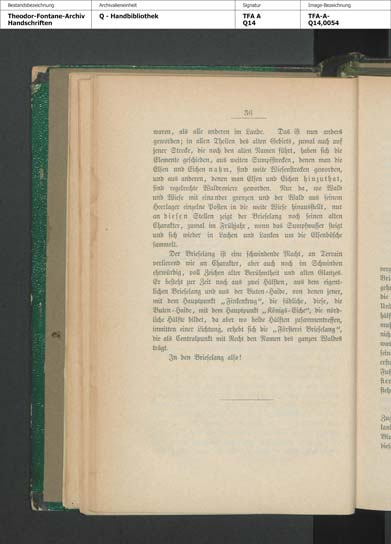 Bestandsbezeichnung
Archivalieneinheit
Signatur
Image-Bezeichnung
Theodor-Fontane-Archiv
Handschriften
Q - Handbibliothek
TFA A
Q14
TFA-A-
Q14,0054
36
waren, als alle anderen im Lande. Das ist nun anders
geworden; in allen Theilen des alten Gebiets, zumal auch auf
jener Strecke, die noch den alten Namen führt, haben sich die
Elemente geschieden, aus weiten Sumpfstrecken, denen man die
Elsen und Eichen nahm, sind weite Wiesenstrecken geworden,
und aus anderen, denen man Elsen und Eichen hinzuthat,
sind regelrechte Waldreviere geworden. Nur da, wo Wald
und Wiese mit einander grenzen und der Wald aus seinem
Heerlager einzelne Posten in die weite Wiese hinausstellt, nur
an diesen Stellen zeigt der Brieselang noch seinen alten
Charakter, zumal im Frühjahr, wenn das Sumpfwasser steigt
und sich wieder in Lachen und Lanken um die Elsenbüsche
sammelt.
Der Brieselang ist eine schwindende Macht, an Terrain
verlierend wie an Charakter, aber auch noch im Schwinden
ehrwürdig, voll Zeichen alter Berühmtheit und alten Glanzes.
Er besteht zur Zeit noch aus zwei Hälften, aus dem eigent-
lichen Brieselang und aus der Buten-Haide, von denen jener,
mit dem Hauptpunkt „Finkenkrug“, die südliche, diese, die
Buten-Haide, mit dem Hauptpunkt „Königs-Eiche“, die nörd-
liche Hälfte bildet, da aber wo beide Hälften zusammentreffen,
inmitten einer Lichtung, erhebt sich die „Försterei Brieselang“,
die als Centralpunkt mit Recht den Namen des ganzen Waldes
trägt.
In den Brieselang also!